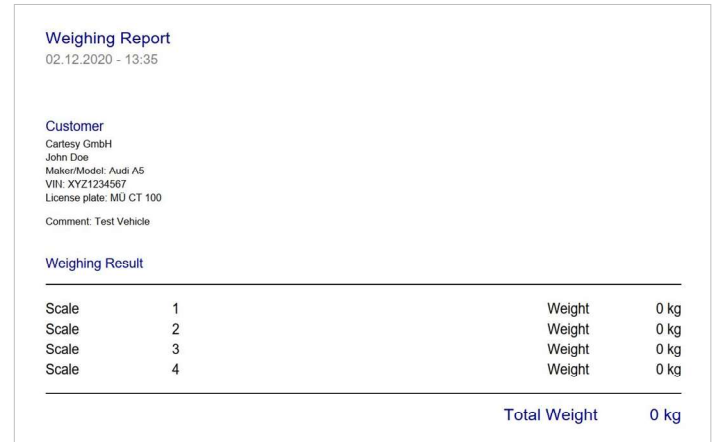 Weighing Report
02.12.2020 - 13:35
Customer
Cartesy GmbH
John Doe
Maker/Model: Audi A5
VIN: XYZ1234567
License plate: MÜ CT 100
Comment: Test Vehicle
Weighing Result
Scale 1 Weight 0 kg
Scale 2 Weight 0 kg
Scale 3 Weight 0 kg
Scale 4 Weight 0 kg
Total Weight 0 kg